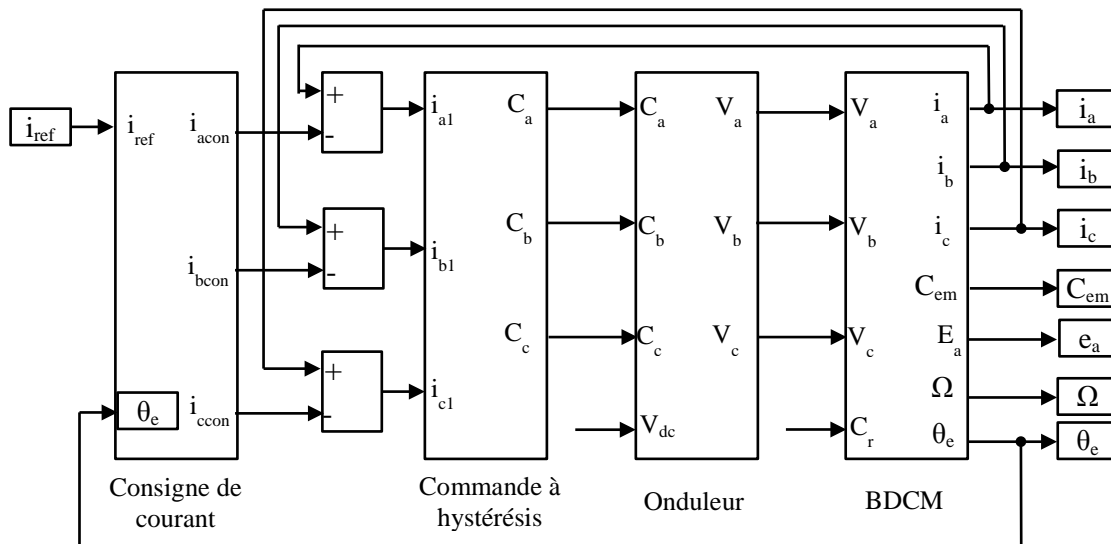 i_ref
i_ref
i_acon
i_bcon
i_ccon
θ_e
Consigne de
courant
+
-
+
-
+
-
i_a1
i_b1
i_c1
C_a
C_b
C_c
Commande à
hystérésis
C_a
C_b
C_c
V_dc
V_a
V_b
V_c
Onduleur
V_a
V_b
V_c
C_r
i_a
i_b
i_c
C_em
E_a
Ω
θ_e
BDCM
i_a
i_b
i_c
C_em
e_a
Ω
θ_e